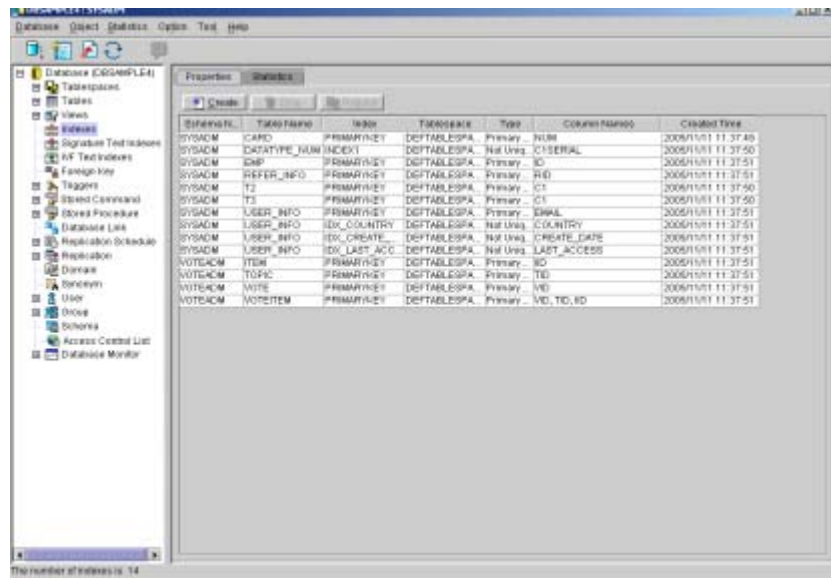 Database Object Statistics Option Tool Help
Database (DBSAMPLE4)
Tablespaces
Tables
Views
Indexes
Signature Text Indexes
IVF Text Indexes
Foreign Key
Triggers
Stored Command
Stored Procedure
Database Link
Replication Schedule
Replication
Domain
Synonym
User
Group
Schema
Access Control List
Database Monitor
Properties Statistics
Create
Schema N... Table Name Index Tablespace Type Column Name(s) Created Time
SYSADM CARD PRIMARYKEY DEFTABLESPA... Primary... NUM 2005/11/11 11:37:48
SYSADM DATATYPE_NUM INDEX1 DEFTABLESPA... Not Uniq... C1SERIAL 2005/11/11 11:37:50
SYSADM EMP PRIMARYKEY DEFTABLESPA... Primary... ID 2005/11/11 11:37:51
SYSADM REFER_INFO PRIMARYKEY DEFTABLESPA... Primary... RID 2005/11/11 11:37:51
SYSADM T2 PRIMARYKEY DEFTABLESPA... Primary... C1 2005/11/11 11:37:50
SYSADM T3 PRIMARYKEY DEFTABLESPA... Primary... C1 2005/11/11 11:37:50
SYSADM USER_INFO PRIMARYKEY DEFTABLESPA... Primary... EMAIL 2005/11/11 11:37:51
SYSADM USER_INFO IDX_COUNTRY DEFTABLESPA... Not Uniq... COUNTRY 2005/11/11 11:37:51
SYSADM USER_INFO IDX_CREATE_... DEFTABLESPA... Not Uniq... CREATE_DATE 2005/11/11 11:37:51
SYSADM USER_INFO IDX_LAST_ACC... DEFTABLESPA... Not Uniq... LAST_ACCESS 2005/11/11 11:37:51
VOTEADM ITEM PRIMARYKEY DEFTABLESPA... Primary... IID 2005/11/11 11:37:51
VOTEADM TOPIC PRIMARYKEY DEFTABLESPA... Primary... TID 2005/11/11 11:37:51
VOTEADM VOTE PRIMARYKEY DEFTABLESPA... Primary... VID 2005/11/11 11:37:51
VOTEADM VOTEITEM PRIMARYKEY DEFTABLESPA... Primary... VID, TID, IID 2005/11/11 11:37:51
The number of indexes is 14